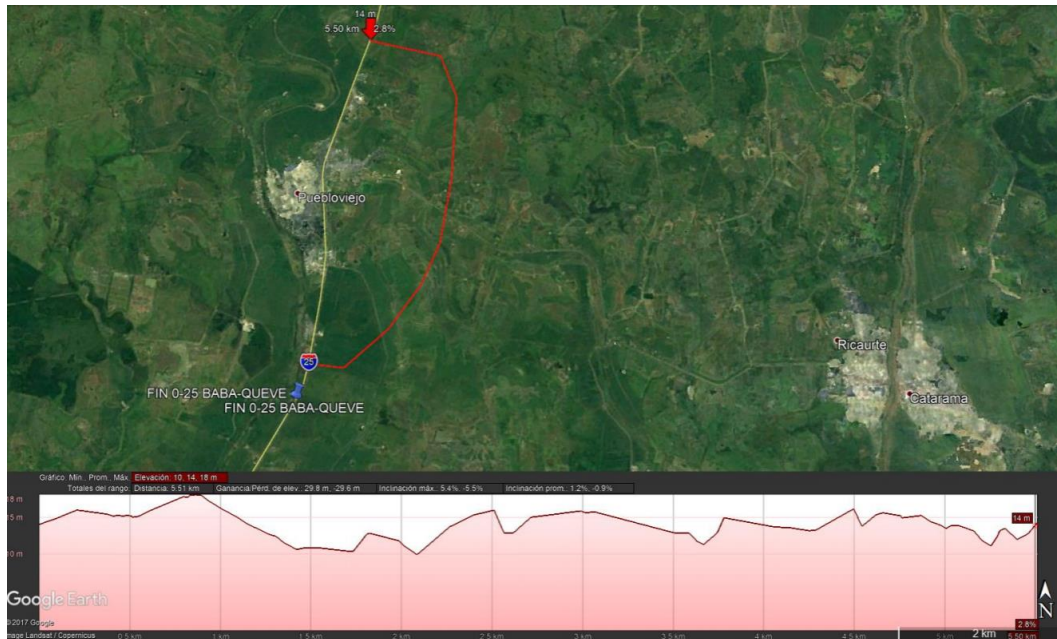 14 m
5.50 km 2.8%
Puebloviejo
25
FIN 0-25 BABA-QUEVE
FIN 0-25 BABA-QUEVE
Ricaurte
Catarama
Gráfico: Mín., Prom., Máx. Elevación: 10, 14, 18 m
Totales del rango: Distancia: 5.51 km Ganancia/Pérd. de elev.: 29.8 m, -29.6 m Inclinación máx.: 5.4%, -5.5% Inclinación prom.: 1.2%, -0.9%
18 m
15 m
14 m
10 m
Google Earth
N
©2017 Google
2.8%
Image Landsat / Copernicus
0.5 km 1 km 1.5 km 2 km 2.5 km 3 km 3.5 km 4 km 4.5 km 5.50 km
2 km